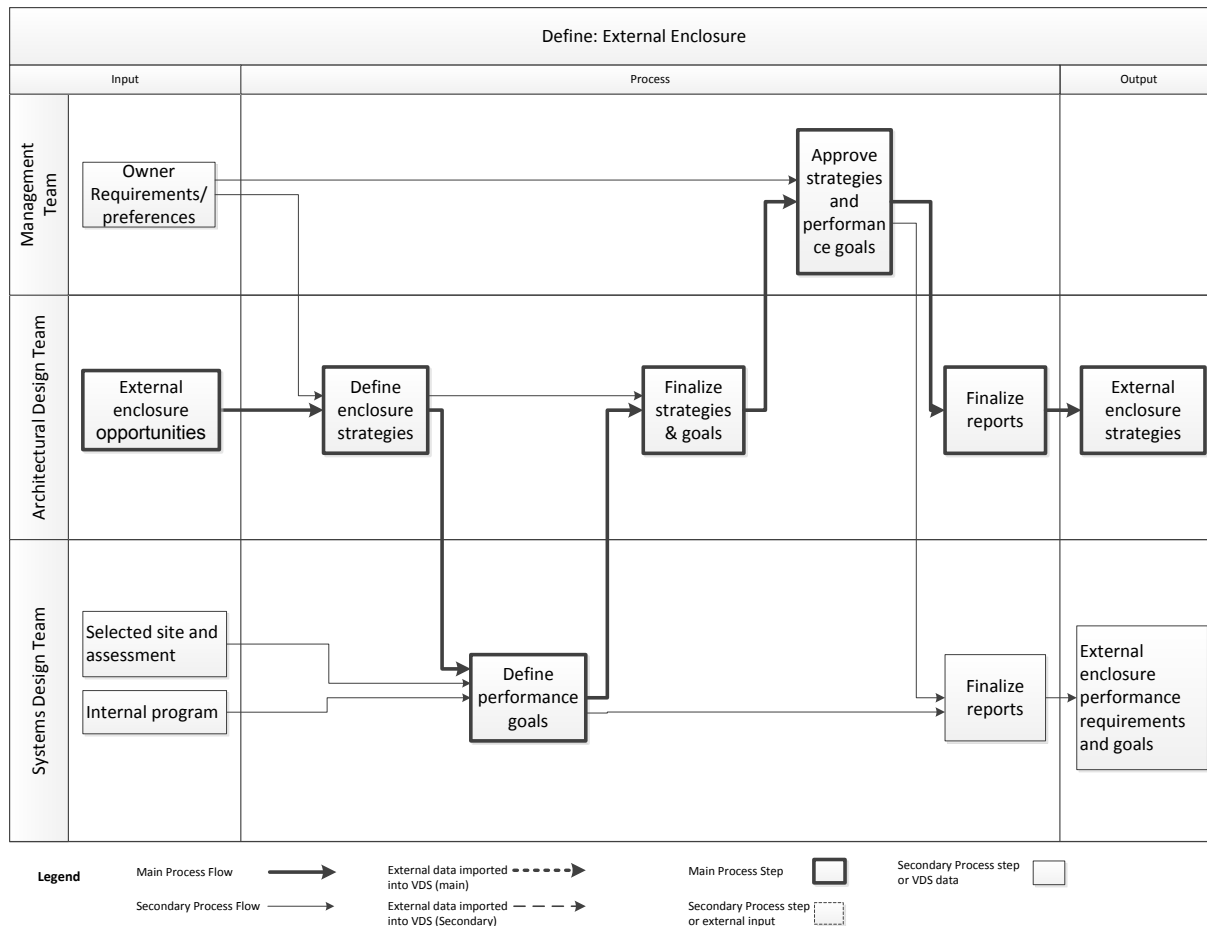 Define: External Enclosure
Input
Process
Output
Management
Team
Owner
Requirements/
preferences
Approve
strategies
and
performan
ce goals
Architectural Design Team
External
enclosure
opportunities
Define
enclosure
strategies
Finalize
strategies
& goals
Finalize
reports
External
enclosure
strategies
Systems Design Team
Selected site and
assessment
Internal program
Define
performance
goals
Finalize
reports
External
enclosure
performance
requirements
and goals
Legend
Main Process Flow
Secondary Process Flow
External data imported
into VDS (main)
External data imported
into VDS (Secondary)
Main Process Step
Secondary Process step
or external input
Secondary Process step
or VDS data